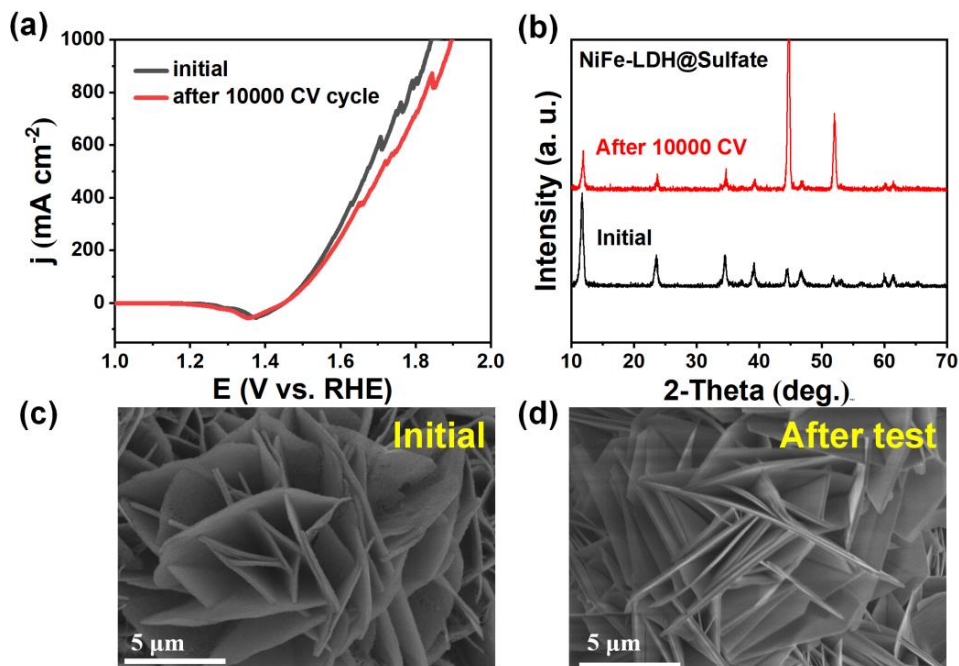 (a)
1000
800
600
400
200
0
j (mA cm⁻²)
initial
after 10000 CV cycle
1.0 1.2 1.4 1.6 1.8 2.0
E (V vs. RHE)
(b)
NiFe-LDH@Sulfate
After 10000 CV
Initial
Intensity (a. u.)
10 20 30 40 50 60 70
2-Theta (deg.)
(c)
Initial
5 µm
(d)
After test
5 µm